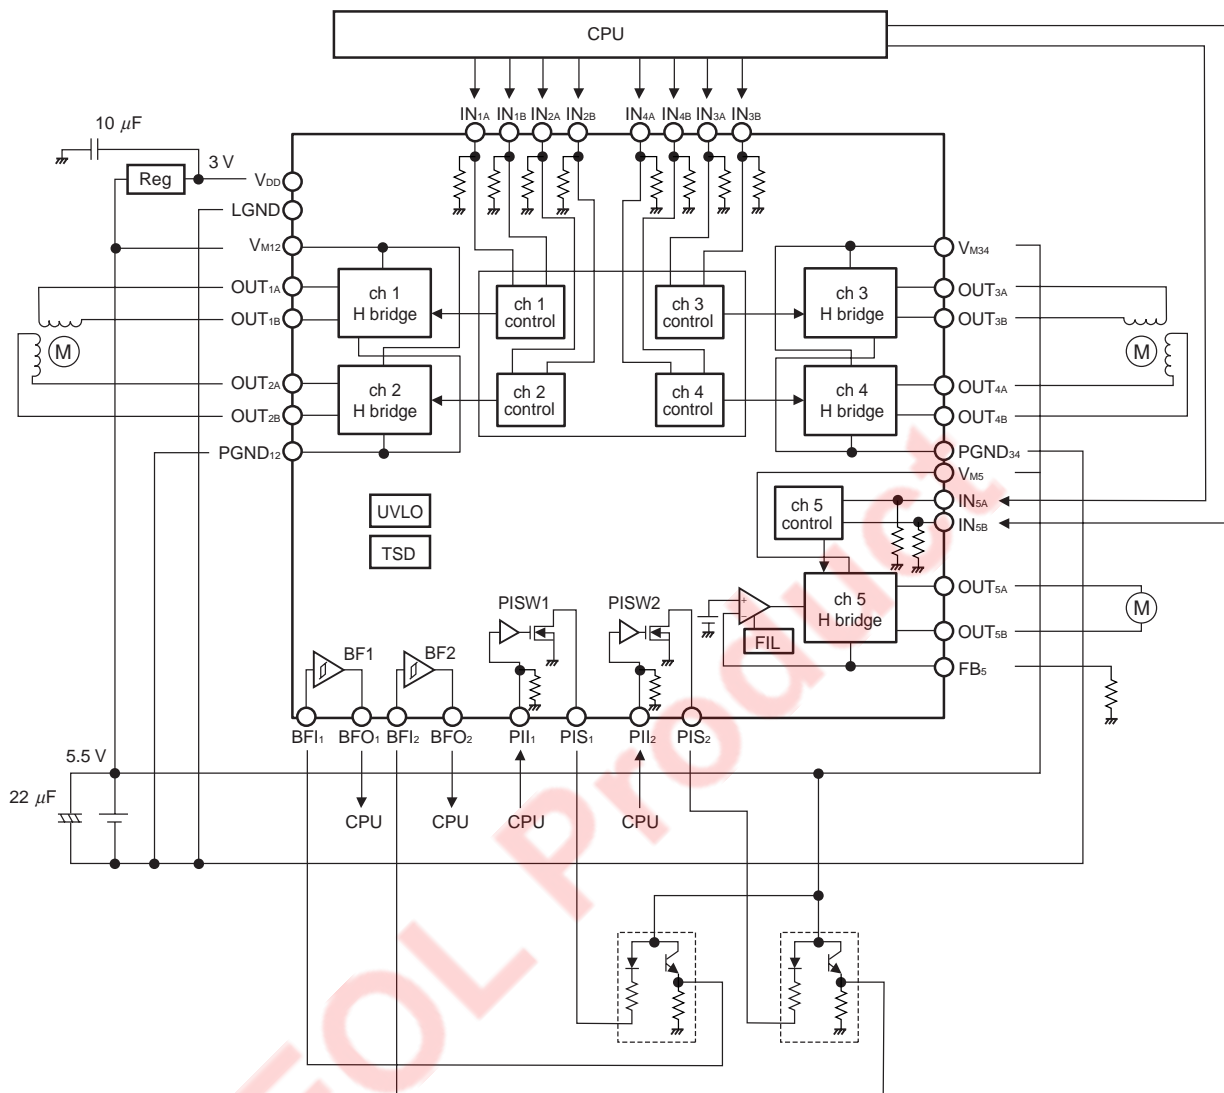 CPU
IN1A IN1B IN2A IN2B IN4A IN4B IN3A IN3B
10 μF
3 V
Reg
VDD
LGND
VM12
VM34
OUT1A
ch 1
H bridge
ch 1
control
ch 3
control
ch 3
H bridge
OUT3A
OUT1B
OUT3B
M
M
OUT2A
ch 2
H bridge
ch 2
control
ch 4
control
ch 4
H bridge
OUT4A
OUT2B
OUT4B
PGND12
PGND34
VM5
UVLO
ch 5
control
IN5A
IN5B
TSD
PISW1
PISW2
+
−
FIL
ch 5
H bridge
OUT5A
M
OUT5B
BF1
BF2
FB5
BFI1 BFO1 BFI2 BFO2 PII1 PIS1 PII2 PIS2
5.5 V
22 μF
CPU CPU CPU CPU
EOL Product